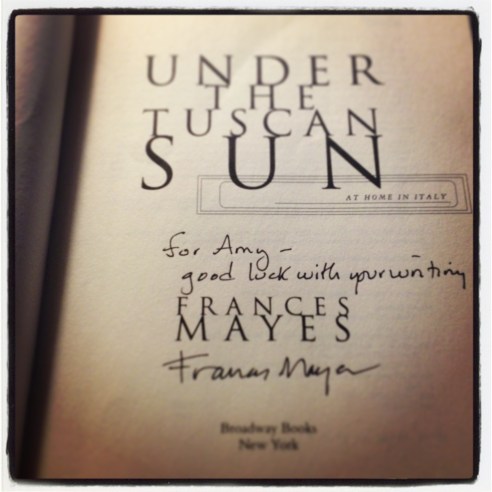 UNDER
THE
TUSCAN
SUN
AT HOME IN ITALY
for Amy -
good luck with your writing
FRANCES
MAYES
Frances Mayes
Broadway Books
New York